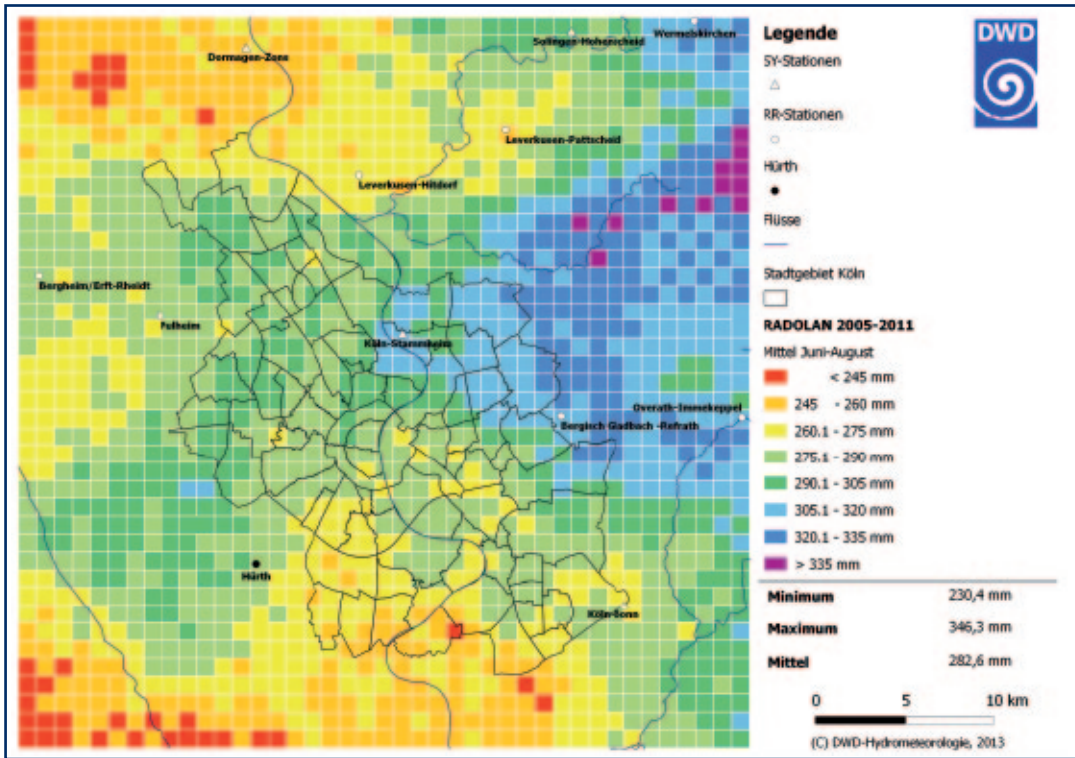 Wermelskirchen
Solingen-Hohenscheid
Dormagen-Zons
Leverkusen-Pattscheid
Leverkusen-Hitdorf
Bergheim/Erft-Rheidt
Pulheim
Köln-Stammheim
Overath-Immekeppel
Bergisch Gladbach -Refrath
Hürth
Köln-Bonn
Legende
DWD
SY-Stationen
RR-Stationen
Hürth
Flüsse
Stadtgebiet Köln
RADOLAN 2005-2011
Mittel Juni-August
< 245 mm
245 - 260 mm
260.1 - 275 mm
275.1 - 290 mm
290.1 - 305 mm
305.1 - 320 mm
320.1 - 335 mm
> 335 mm
Minimum 230,4 mm
Maximum 346,3 mm
Mittel 282,6 mm
0 5 10 km
(C) DWD-Hydrometeorologie, 2013